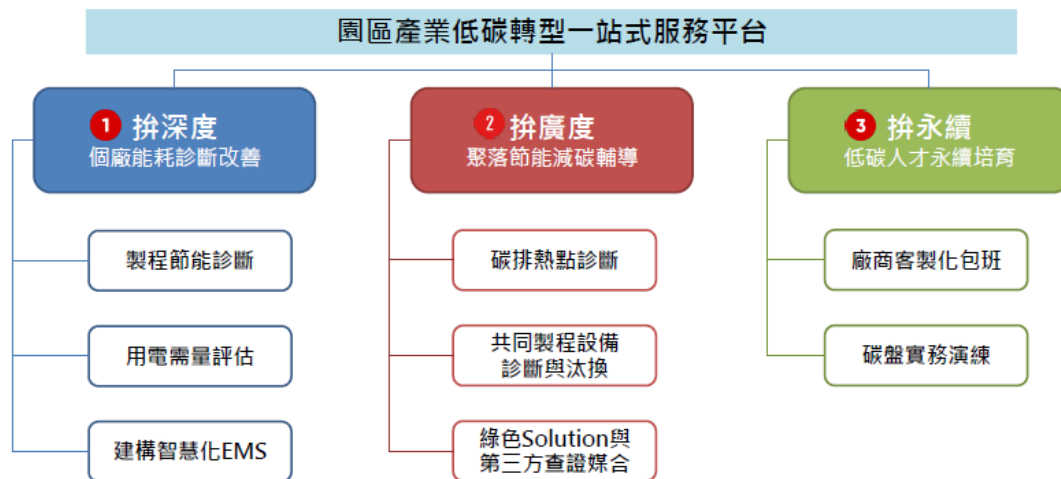 園區產業低碳轉型一站式服務平台
1 拚深度
個廠能耗診斷改善
製程節能診斷
用電需量評估
建構智慧化EMS
2 拚廣度
聚落節能減碳輔導
碳排熱點診斷
共同製程設備
診斷與汰換
綠色Solution與
第三方查證媒合
3 拚永續
低碳人才永續培育
廠商客製化包班
碳盤實務演練